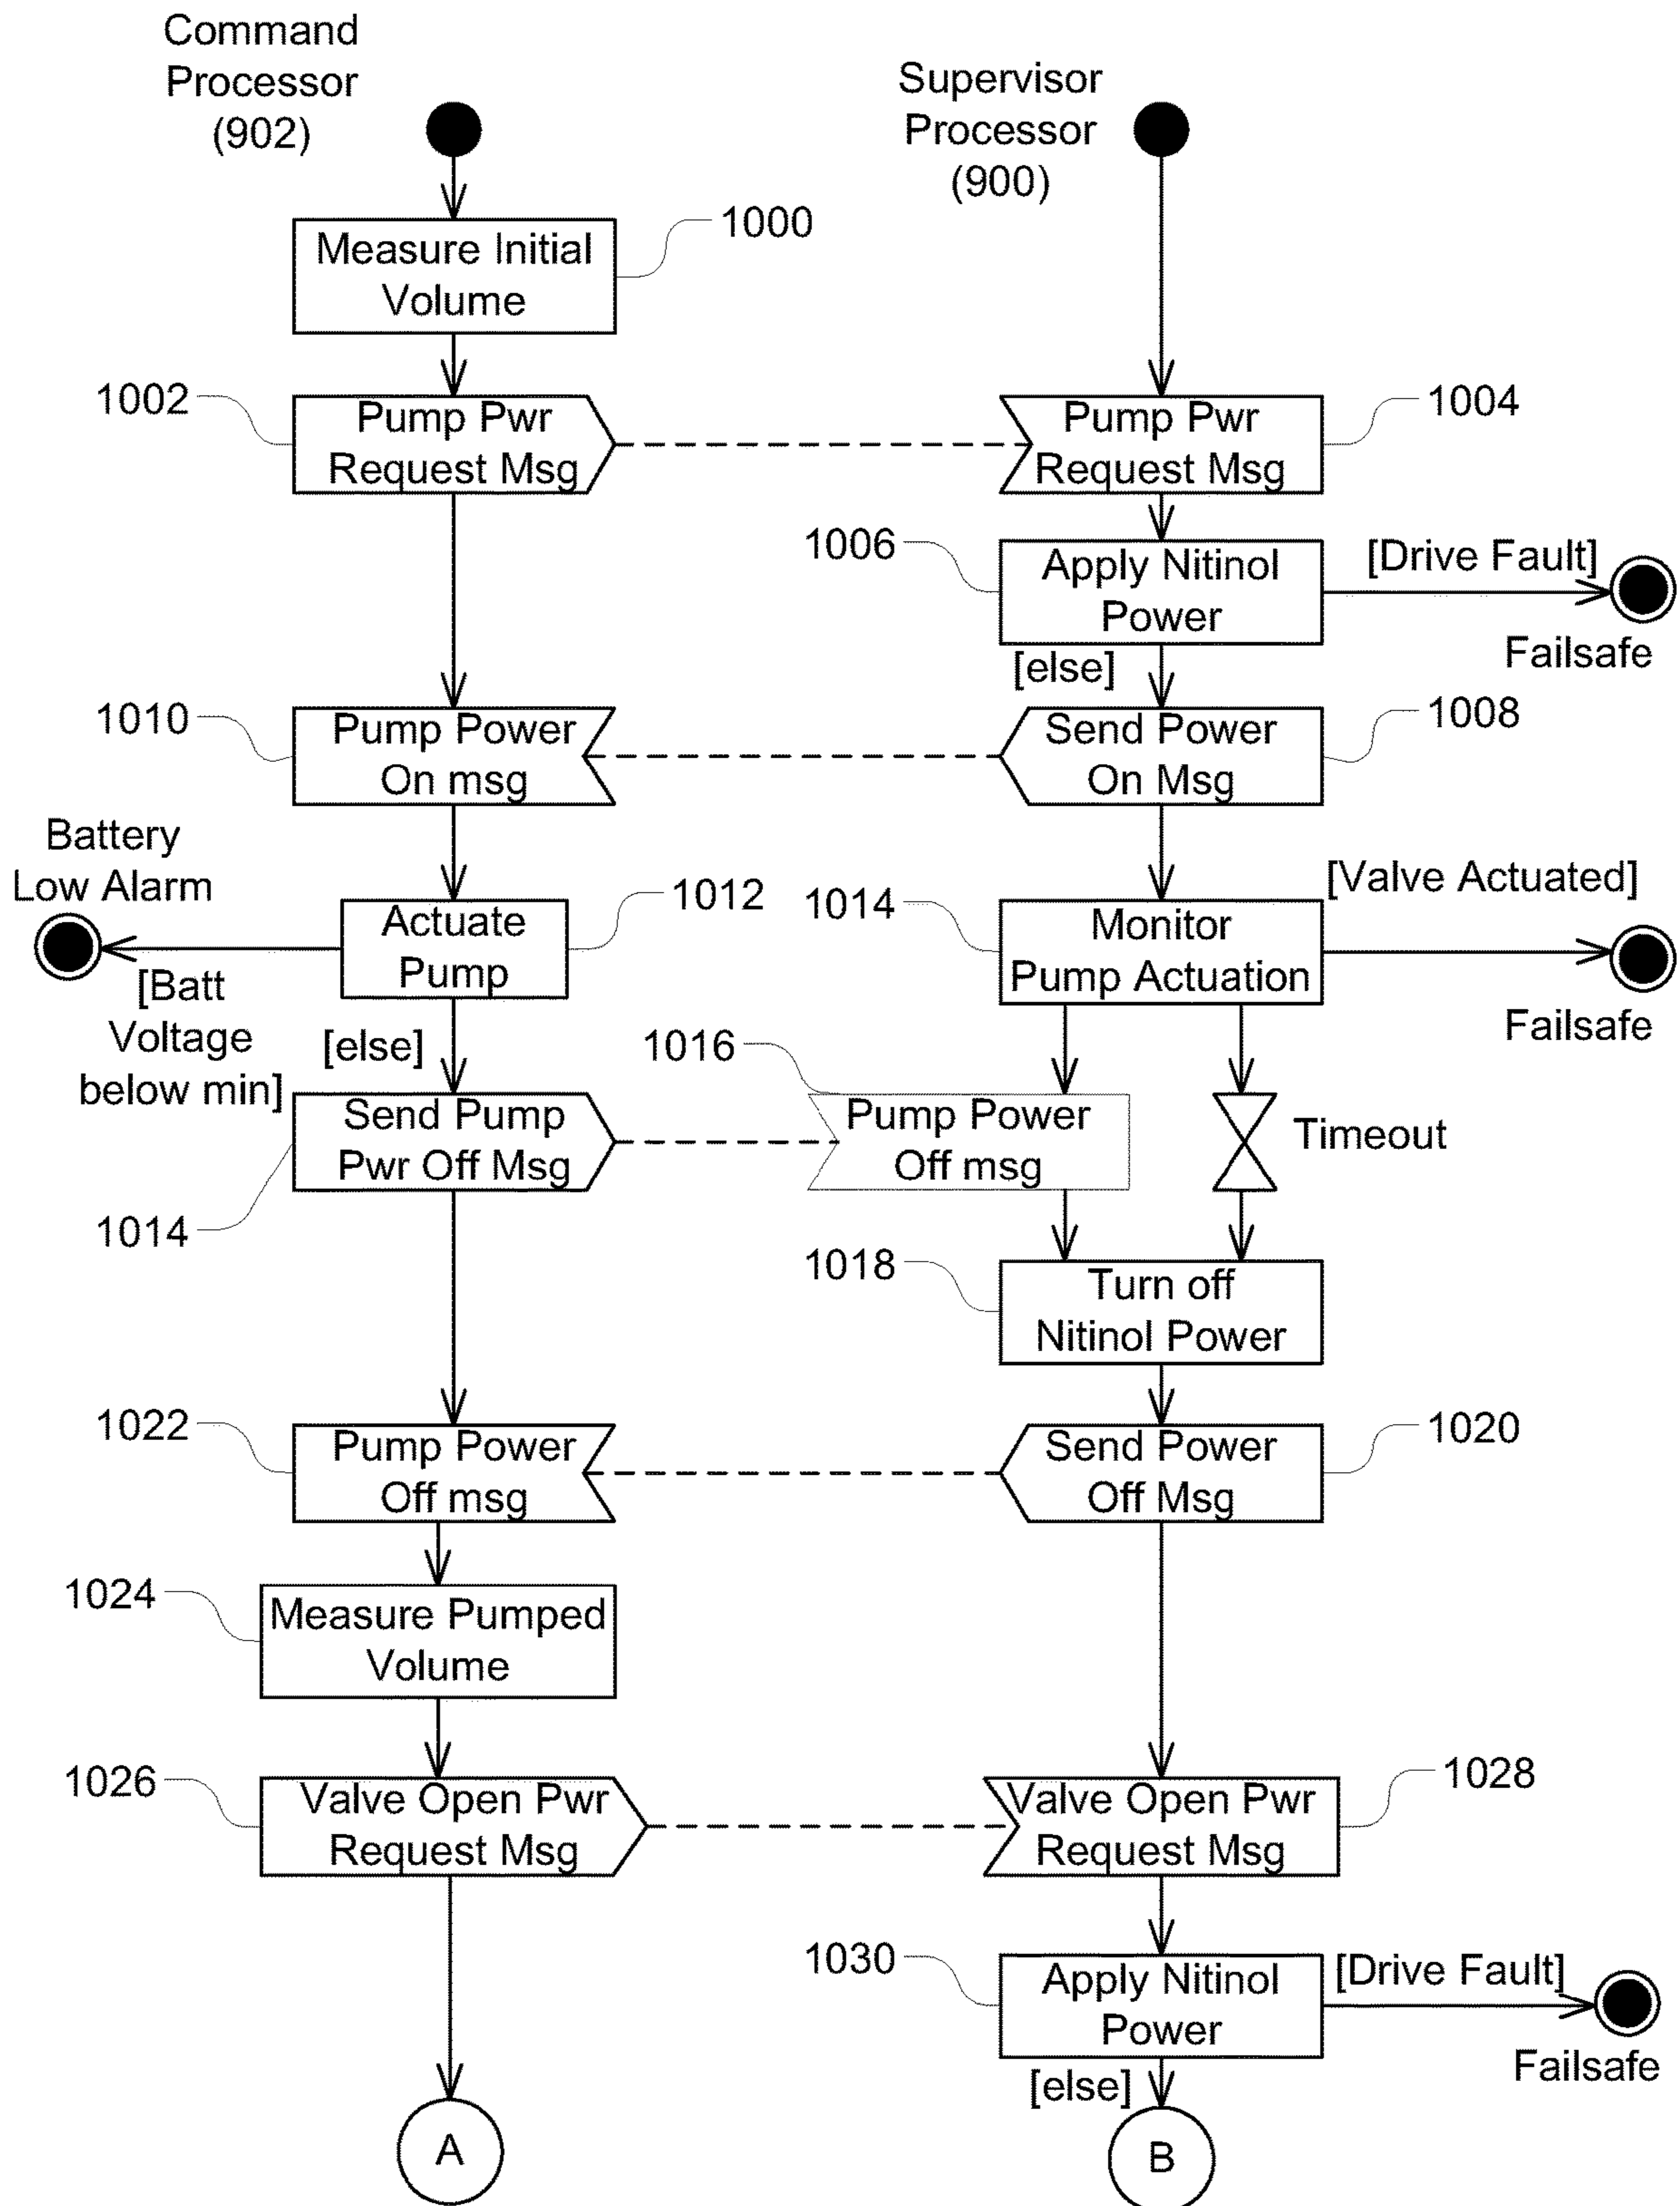 Command
Processor
(902)
Supervisor
Processor
(900)
Measure Initial
Volume
1000
1002
Pump Pwr
Request Msg
Pump Pwr
Request Msg
1004
1006
Apply Nitinol
Power
[Drive Fault]
Failsafe
[else]
1010
Pump Power
On msg
Send Power
On Msg
1008
Battery
Low Alarm
Actuate
Pump
1012
1014
Monitor
Pump Actuation
[Valve Actuated]
Failsafe
[Batt
Voltage
below min]
[else]
1016
Send Pump
Pwr Off Msg
Pump Power
Off msg
Timeout
1014
1018
Turn off
Nitinol Power
1022
Pump Power
Off msg
Send Power
Off Msg
1020
1024
Measure Pumped
Volume
1026
Valve Open Pwr
Request Msg
Valve Open Pwr
Request Msg
1028
1030
Apply Nitinol
Power
[Drive Fault]
Failsafe
[else]
A
B